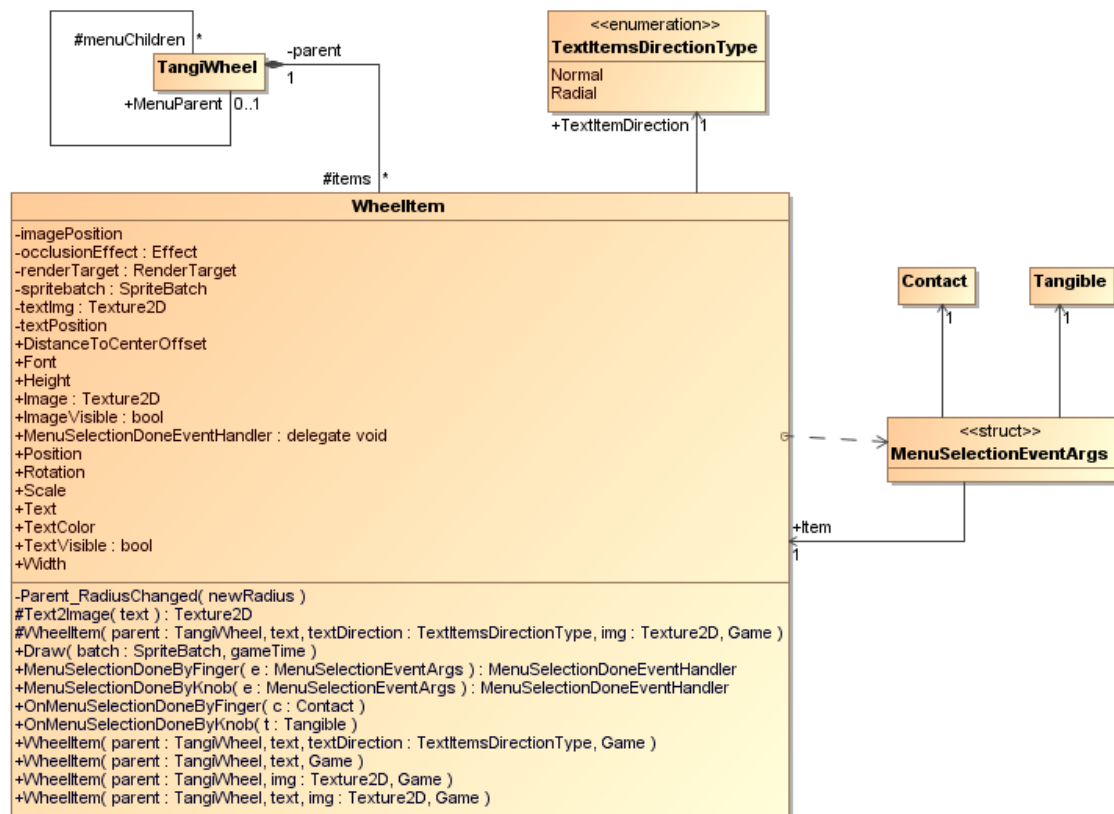 #menuChildren *
TangiWheel
-parent
1
+MenuParent 0..1
#items *
<<enumeration>>
TextItemsDirectionType
Normal
Radial
+TextItemDirection 1
WheelItem
-imagePosition
-occlusionEffect : Effect
-renderTarget : RenderTarget
-spritebatch : SpriteBatch
-textImg : Texture2D
-textPosition
+DistanceToCenterOffset
+Font
+Height
+Image : Texture2D
+ImageVisible : bool
+MenuSelectionDoneEventHandler : delegate void
+Position
+Rotation
+Scale
+Text
+TextColor
+TextVisible : bool
+Width
-Parent_RadiusChanged( newRadius )
#Text2Image( text ) : Texture2D
#WheelItem( parent : TangiWheel, text, textDirection : TextItemsDirectionType, img : Texture2D, Game )
+Draw( batch : SpriteBatch, gameTime )
+MenuSelectionDoneByFinger( e : MenuSelectionEventArgs ) : MenuSelectionDoneEventHandler
+MenuSelectionDoneByKnob( e : MenuSelectionEventArgs ) : MenuSelectionDoneEventHandler
+OnMenuSelectionDoneByFinger( c : Contact )
+OnMenuSelectionDoneByKnob( t : Tangible )
+WheelItem( parent : TangiWheel, text, textDirection : TextItemsDirectionType, Game )
+WheelItem( parent : TangiWheel, text, Game )
+WheelItem( parent : TangiWheel, img : Texture2D, Game )
+WheelItem( parent : TangiWheel, text, img : Texture2D, Game )
Contact
1
Tangible
1
<<struct>>
MenuSelectionEventArgs
+Item
1